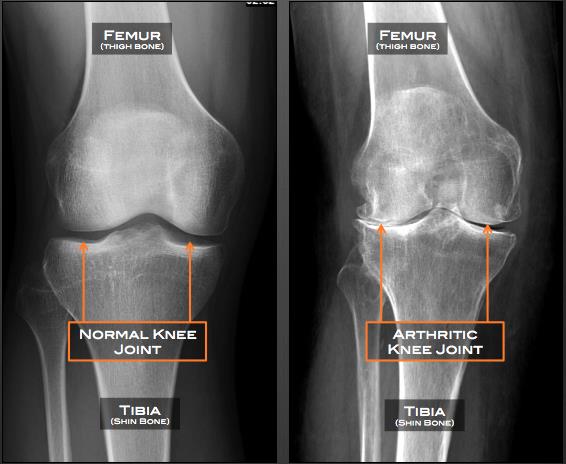 FEMUR
(THIGH BONE)
NORMAL KNEE
JOINT
TIBIA
(SHIN BONE)
FEMUR
(THIGH BONE)
ARTHRITIC
KNEE JOINT
TIBIA
(SHIN BONE)